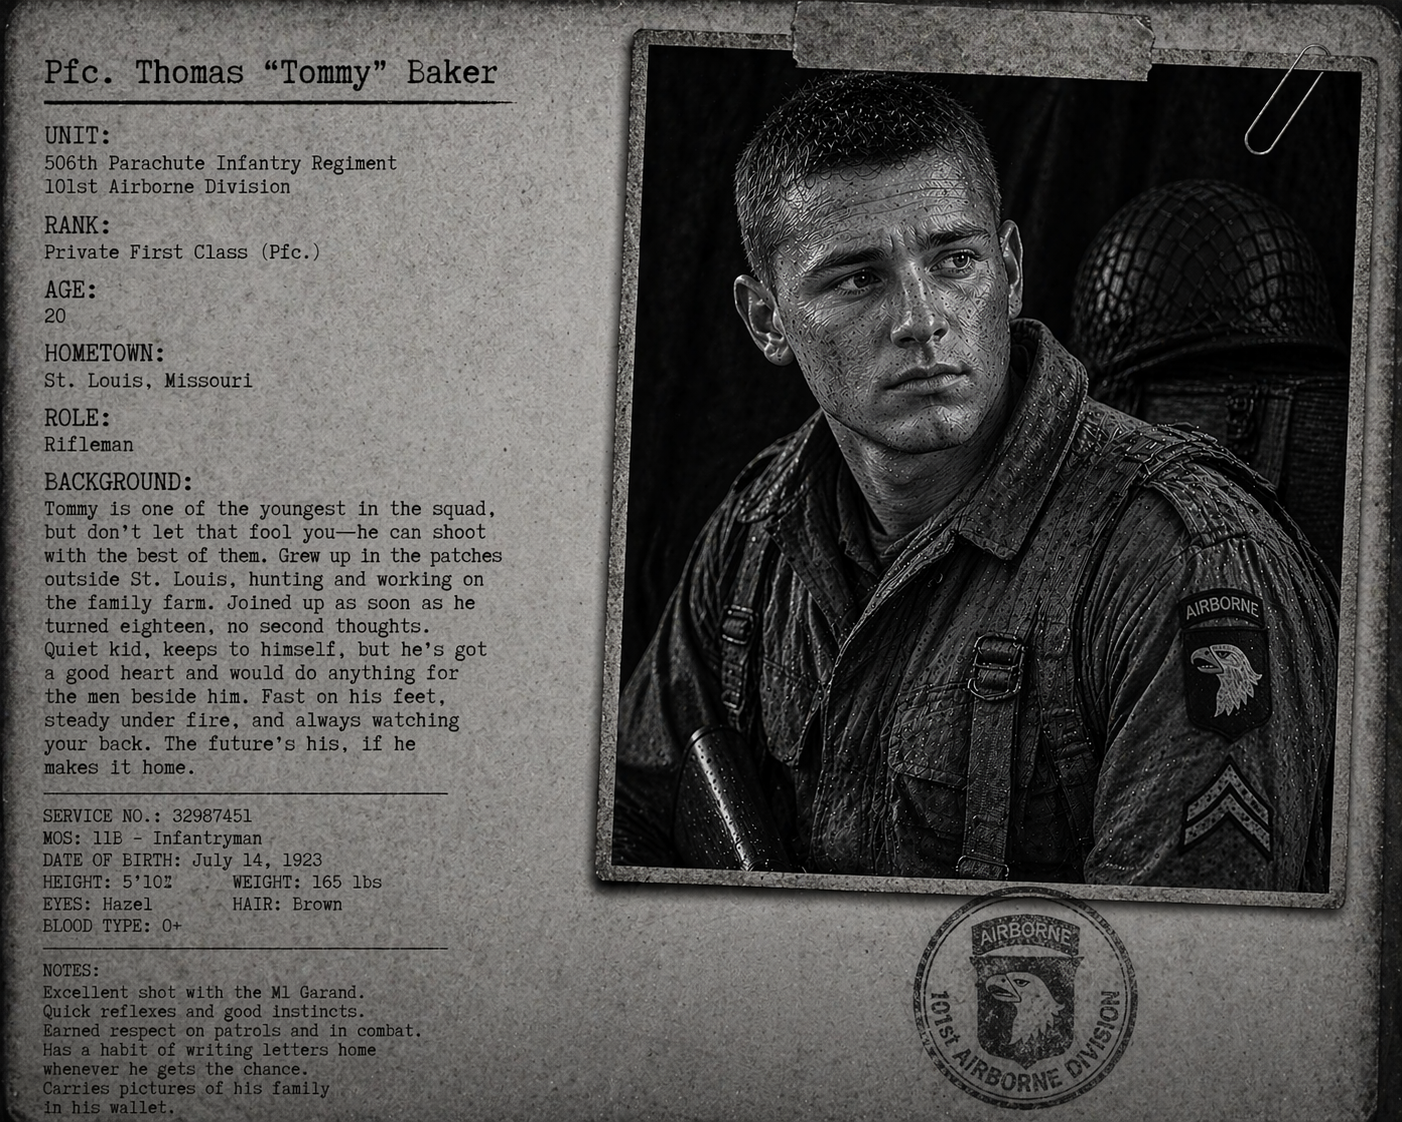 Pfc. Thomas “Tommy” Baker
UNIT:
506th Parachute Infantry Regiment
101st Airborne Division
RANK:
Private First Class (Pfc.)
AGE:
20
HOMETOWN:
St. Louis, Missouri
ROLE:
Rifleman
BACKGROUND:
Tommy is one of the youngest in the squad,
but don’t let that fool you—he can shoot
with the best of them. Grew up in the patches
outside St. Louis, hunting and working on
the family farm. Joined up as soon as he
turned eighteen, no second thoughts.
Quiet kid, keeps to himself, but he’s got
a good heart and would do anything for
the men beside him. Fast on his feet,
steady under fire, and always watching
your back. The future’s his, if he
makes it home.
SERVICE NO.: 32987451
MOS: 11B - Infantryman
DATE OF BIRTH: July 14, 1923
HEIGHT: 5’10" WEIGHT: 165 lbs
EYES: Hazel HAIR: Brown
BLOOD TYPE: O+
NOTES:
Excellent shot with the M1 Garand.
Quick reflexes and good instincts.
Earned respect on patrols and in combat.
Has a habit of writing letters home
whenever he gets the chance.
Carries pictures of his family
in his wallet.
AIRBORNE
AIRBORNE
101st AIRBORNE DIVISION